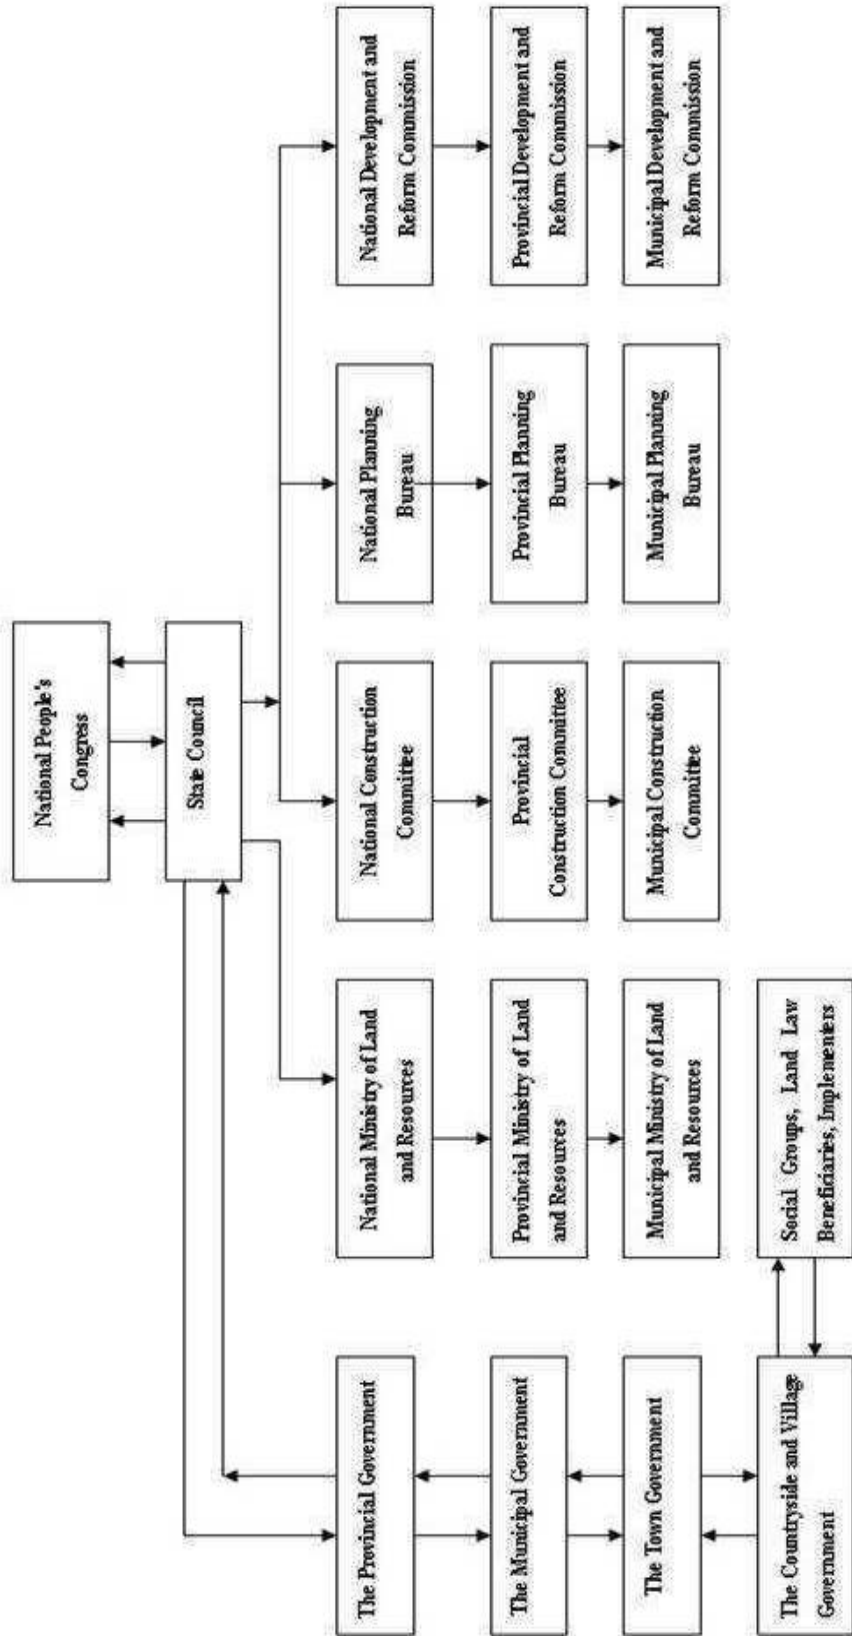 National People's
Congress
State Council
The Provincial Government
National Ministry of Land
and Resources
National Construction
Committee
National Planning
Bureau
National Development and
Reform Commission
The Municipal Government
Provincial Ministry of Land
and Resources
Provincial
Construction Committee
Provincial Planning
Bureau
Provincial Development and
Reform Commission
The Town Government
Municipal Ministry of Land
and Resources
Municipal Construction
Committee
Municipal Planning
Bureau
Municipal Development and
Reform Commission
The Countryside and Village
Government
Social Groups, Land Law
Beneficiaries, Implementers